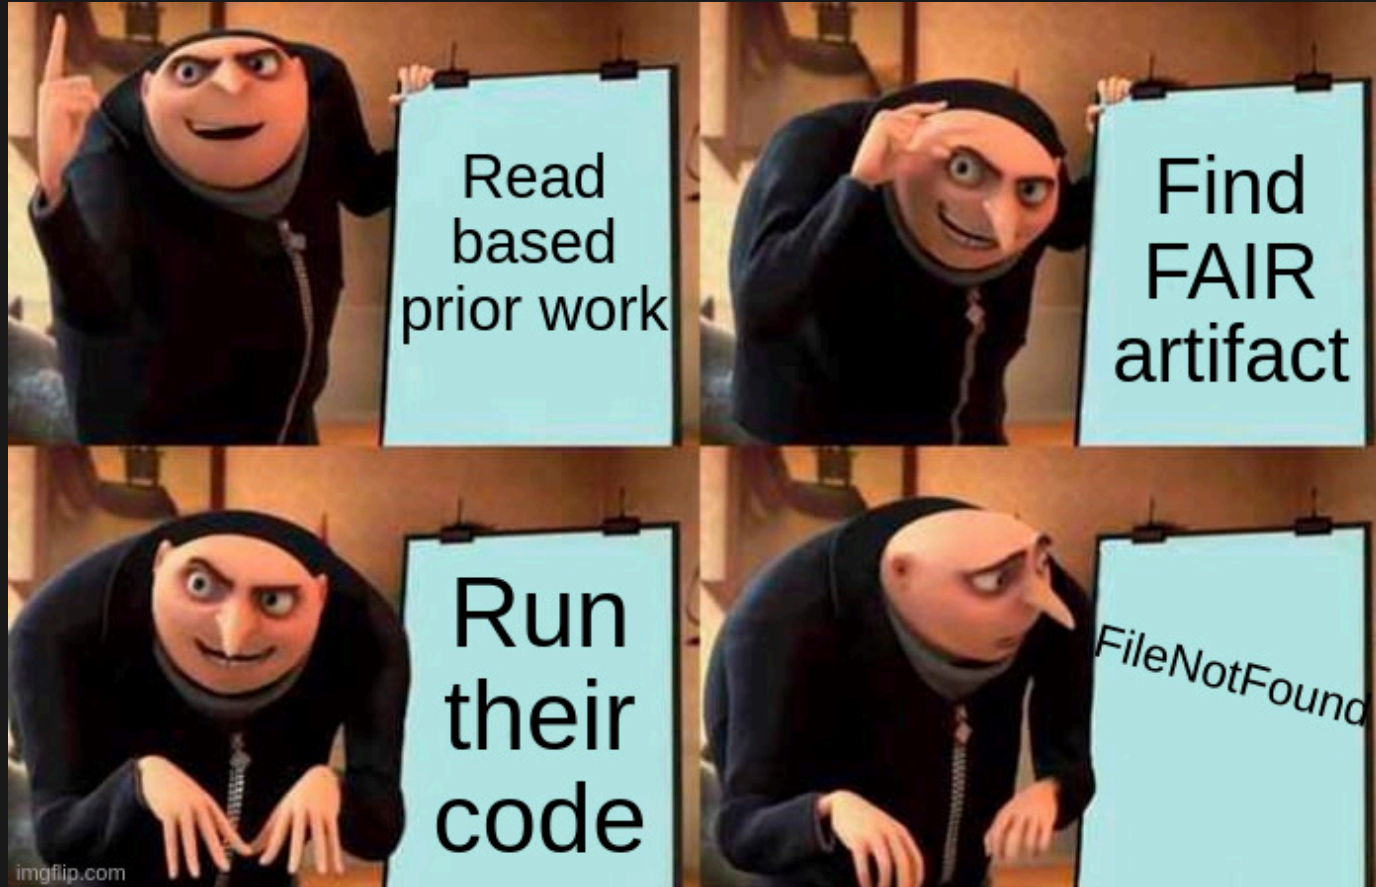 Read
based
prior work
Find
FAIR
artifact
Run
their
code
FileNotFound
imgflip.com